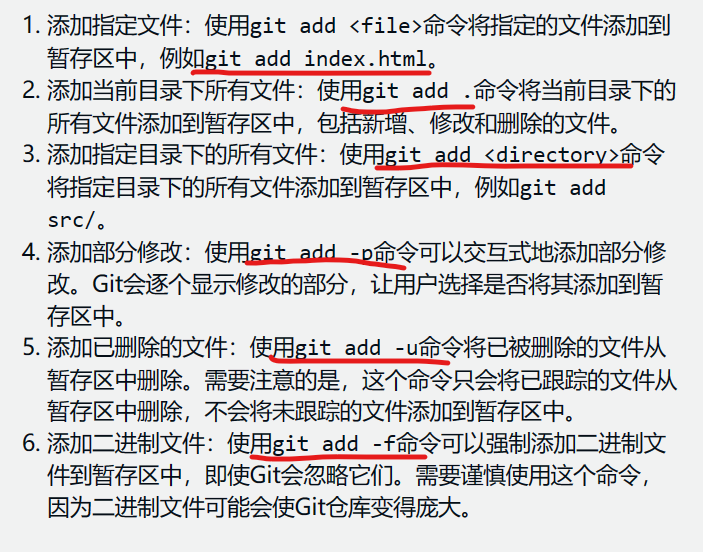 1. 添加指定文件：使用git add <file>命令将指定的文件添加到
暂存区中，例如git add index.html。
2. 添加当前目录下所有文件：使用git add .命令将当前目录下的
所有文件添加到暂存区中，包括新增、修改和删除的文件。
3. 添加指定目录下的所有文件：使用git add <directory>命令
将指定目录下的所有文件添加到暂存区中，例如git add
src/。
4. 添加部分修改：使用git add -p命令可以交互式地添加部分修
改。Git会逐个显示修改的部分，让用户选择是否将其添加到暂
存区中。
5. 添加已删除的文件：使用git add -u命令将已被删除的文件从
暂存区中删除。需要注意的是，这个命令只会将已跟踪的文件从
暂存区中删除，不会将未跟踪的文件添加到暂存区中。
6. 添加二进制文件：使用git add -f命令可以强制添加二进制文
件到暂存区中，即使Git会忽略它们。需要谨慎使用这个命令，
因为二进制文件可能会使Git仓库变得庞大。